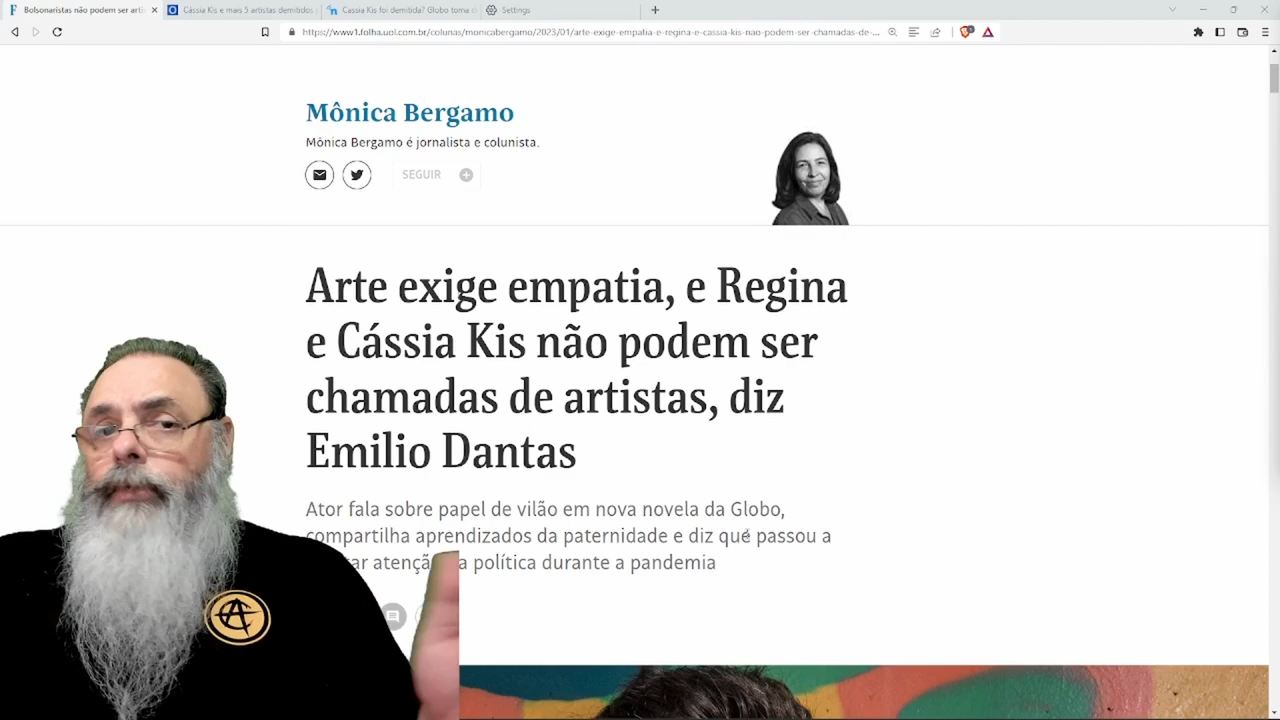 Bolsonaristas não podem ser arti
Cássia Kis e mais 5 artistas demitidos
Cassia Kis foi demitida? Globo toma
Settings
https://www1.folha.uol.com.br/colunas/monicabergamo/2023/01/arte-exige-empatia-e-regina-e-cassia-kis-nao-podem-ser-chamadas-de-...
Mônica Bergamo
Mônica Bergamo é jornalista e colunista.
SEGUIR
Arte exige empatia, e Regina
e Cássia Kis não podem ser
chamadas de artistas, diz
Emilio Dantas
Ator fala sobre papel de vilão em nova novela da Globo,
compartilha aprendizados da paternidade e diz que passou a
política durante a pandemia